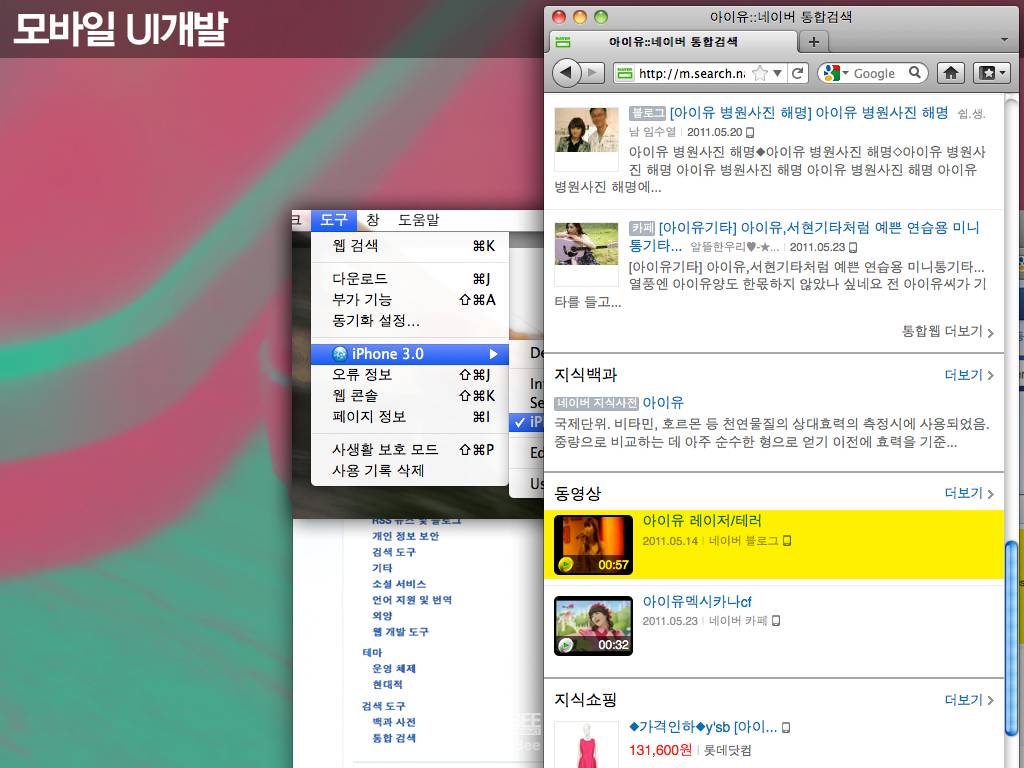 모바일 UI개발
아이유::네이버 통합검색
아이유::네이버 통합검색
http://m.search.n
Google
블로그 [아이유 병원사진 해명] 아이유 병원사진 해명 쉼.생.
남 임수열 | 2011.05.20
아이유 병원사진 해명◆아이유 병원사진 해명◇아이유 병원사
진 해명 아이유 병원사진 해명 아이유 병원사진 해명 아이유
병원사진 해명에...
카페 [아이유기타] 아이유,서현기타처럼 예쁜 연습용 미니
통기타... 알뜰한우리♥-★... | 2011.05.23
[아이유기타] 아이유,서현기타처럼 예쁜 연습용 미니통기타...
열풍엔 아이유양도 한몫하지 않았나 싶네요 전 아이유씨가 기
타를 들고...
통합웹 더보기 >
지식백과 더보기 >
네이버 지식사전 아이유
국제단위. 비타민, 호르몬 등 천연물질의 상대효력의 측정시에 사용되었음.
중량으로 비교하는 데 아주 순수한 형으로 얻기 이전에 효력을 기준...
동영상 더보기 >
아이유 레이저/테러
2011.05.14 | 네이버 블로그
00:57
아이유멕시카나cf
2011.05.23 | 네이버 카페
00:32
지식쇼핑 더보기 >
◆가격인하◆y'sb [아이...
131,600원 | 롯데닷컴
크 도구 창 도움말
웹 검색 ⌘K
다운로드 ⌘J
부가 기능 ⇧⌘A
동기화 설정...
iPhone 3.0 ▶
오류 정보 ⇧⌘J
웹 콘솔 ⇧⌘K
페이지 정보 ⌘I
사생활 보호 모드 ⇧⌘P
사용 기록 삭제
De
Int
Se
✓ iP
Ed
Us
RSS 뉴스 및 블로그
개인 정보 보안
검색 도구
기타
소셜 서비스
언어 지원 및 번역
외양
웹 개발 도구
테마
운영 체제
현대적
검색 도구
백과 사전
통합 검색